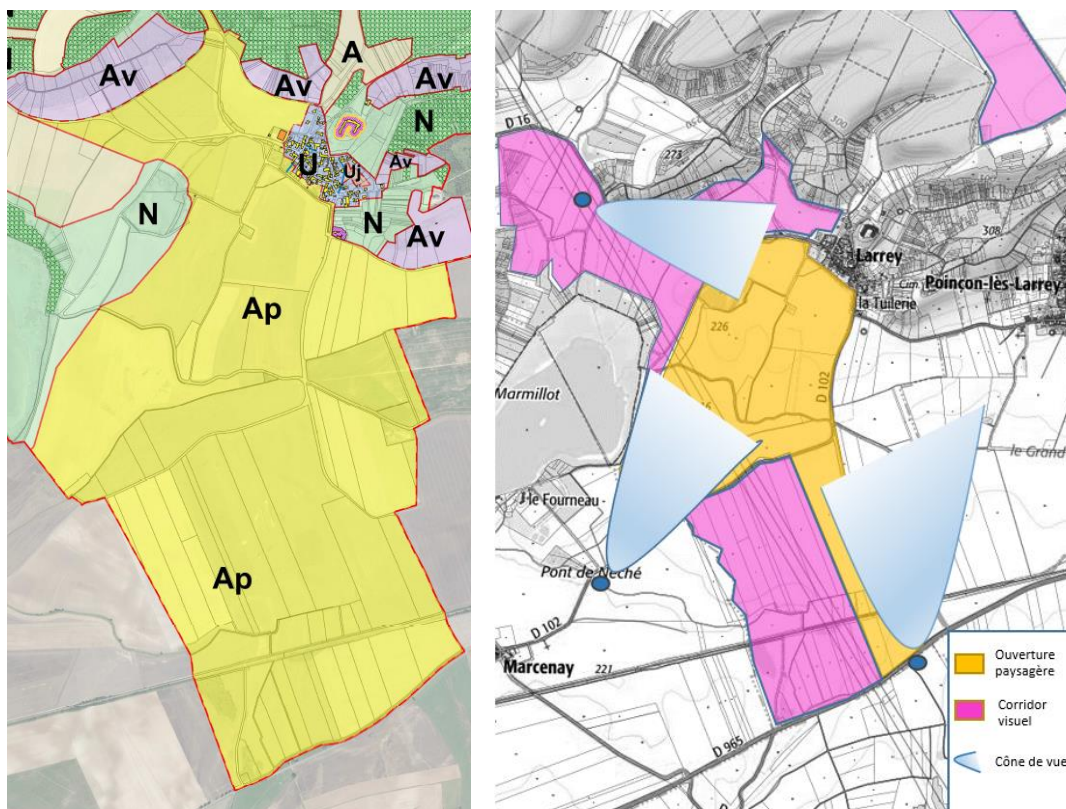 Av
Av
A
Av
N
Av
U
Uj
N
N
Av
Ap
Ap
D 16
273
300
308
Larrey
Cim.
Poinçon-lès-Larrey
la Tuilerie
226
D 102
Marmillot
le Grand
le Fourneau
Pont de Neché
D 102
Marcenay
221
D 965
Ouverture
paysagère
Corridor
visuel
Cône de vue